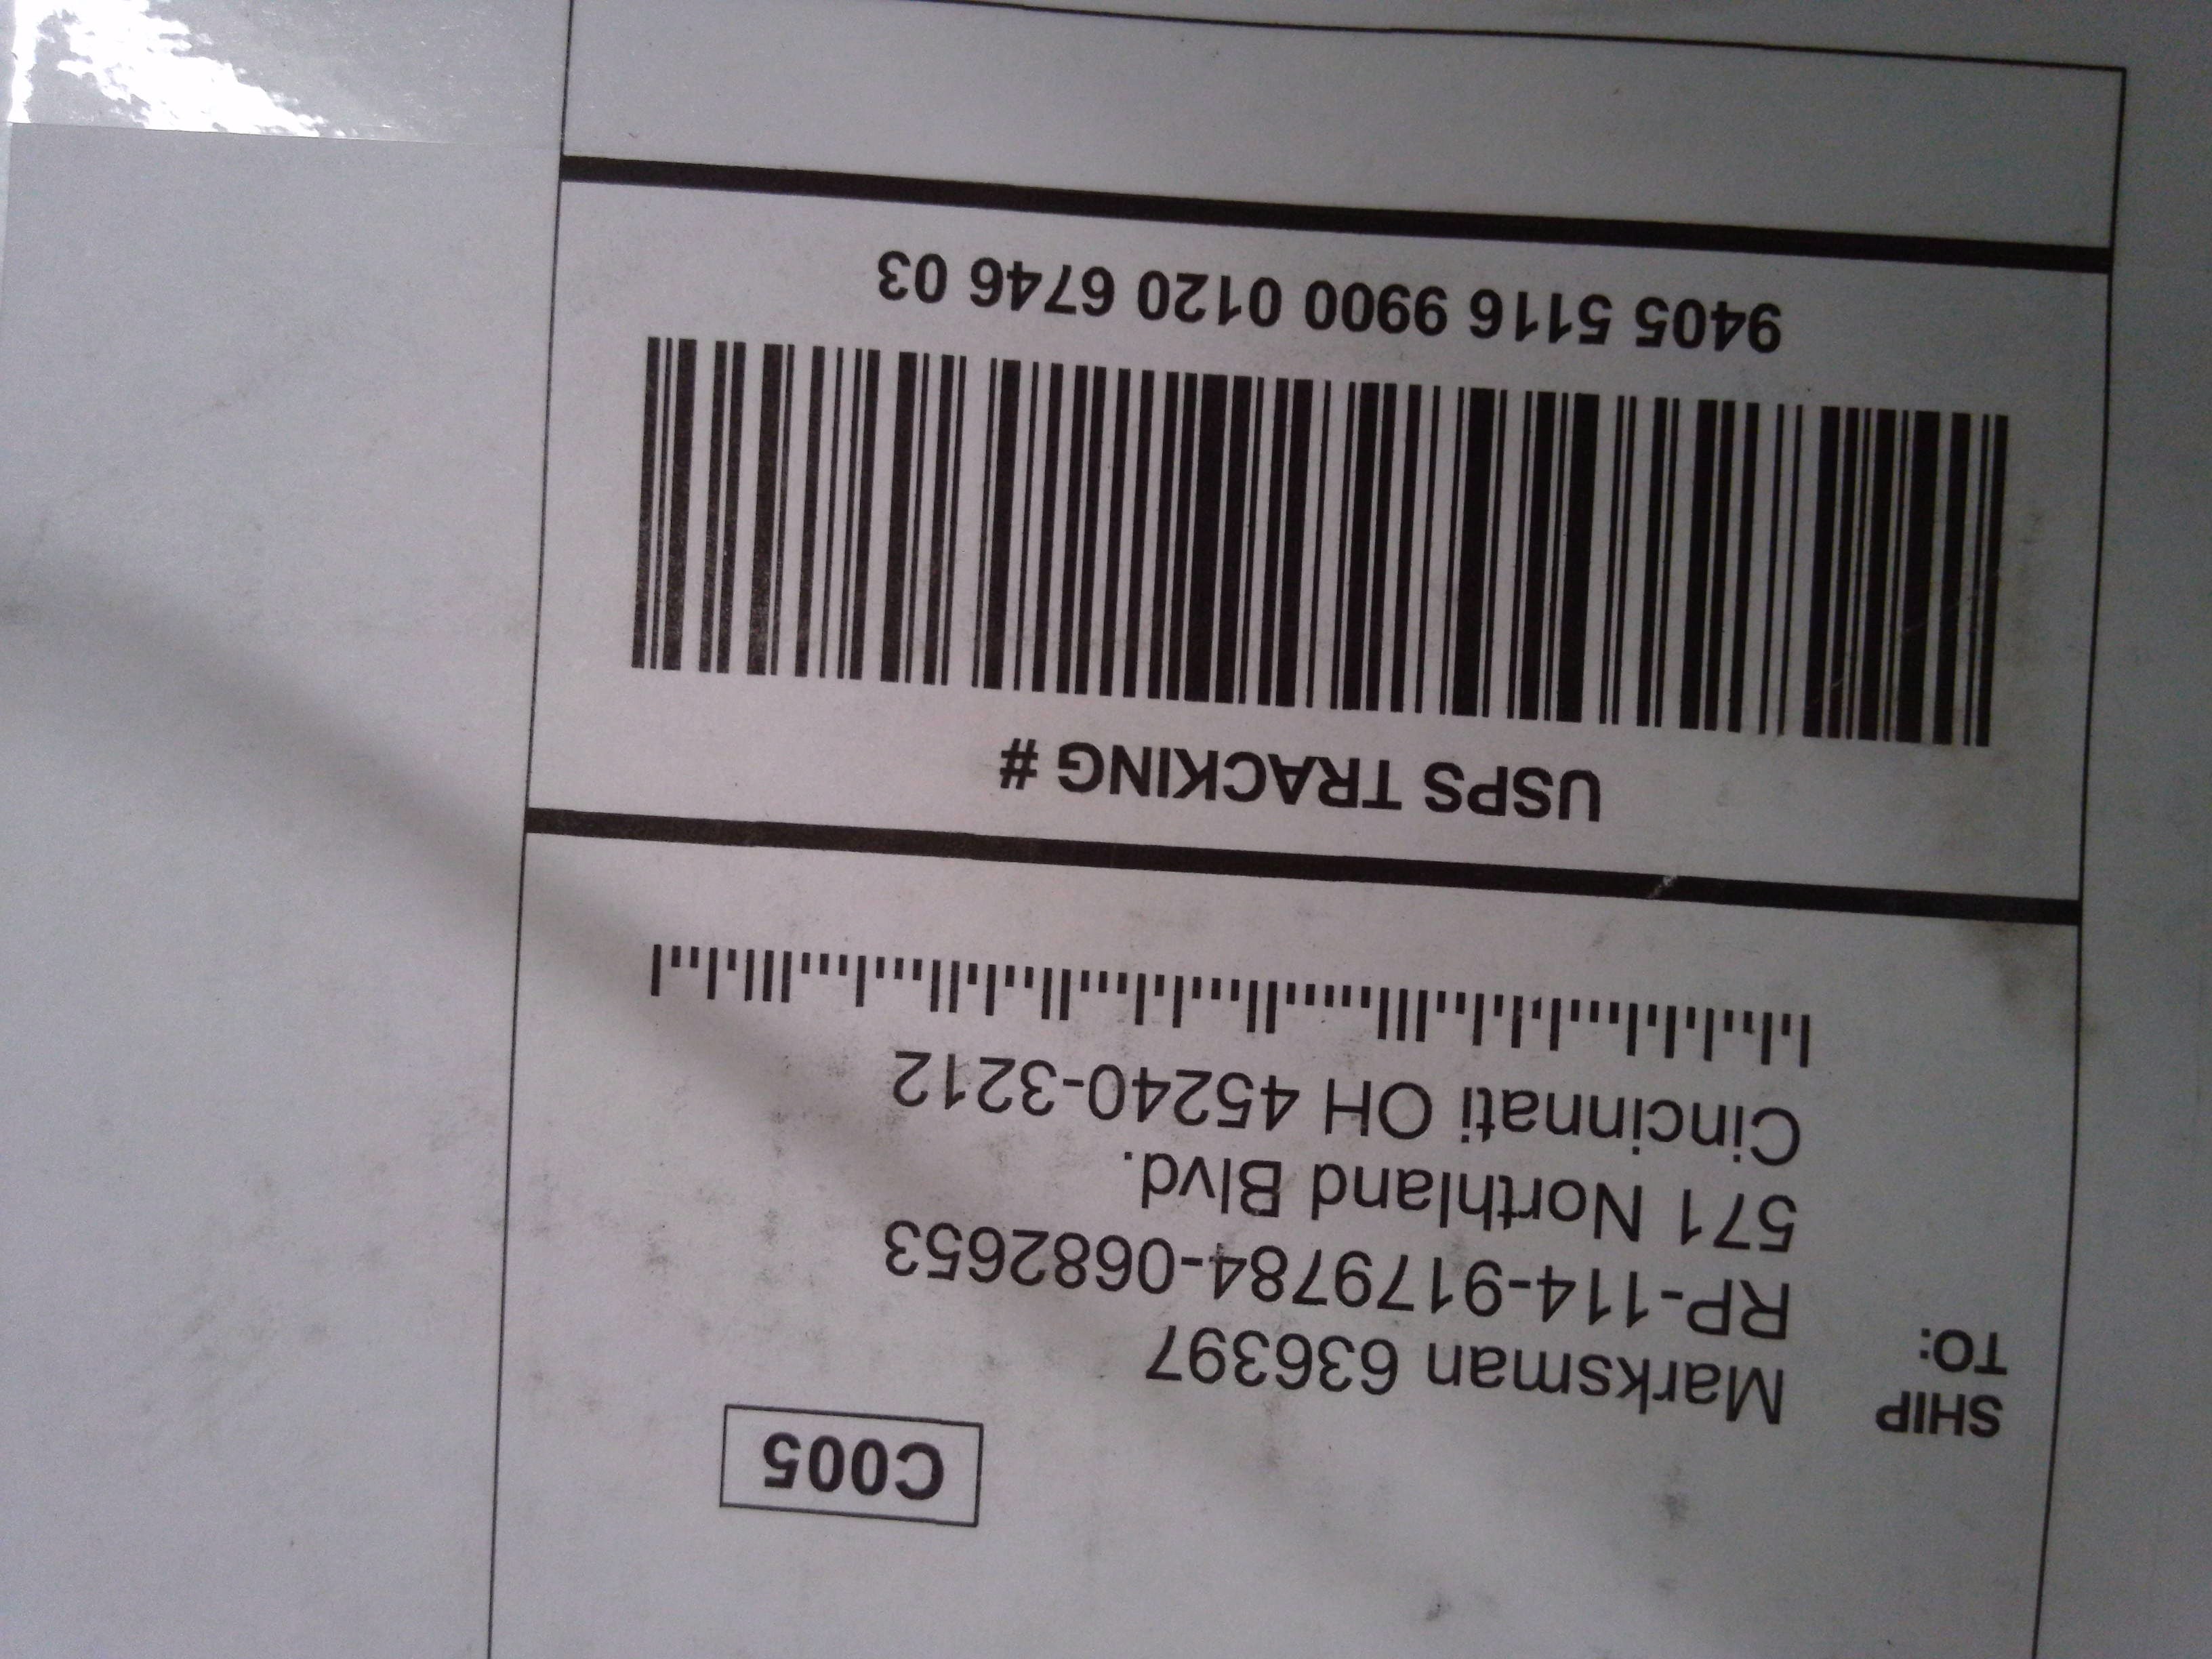 C005
SHIP
TO:
Marksman 636397
RP-114-9179784-0682653
571 Northland Blvd.
Cincinnati OH 45240-3212
USPS TRACKING #
9405 5116 9900 0120 6746 03